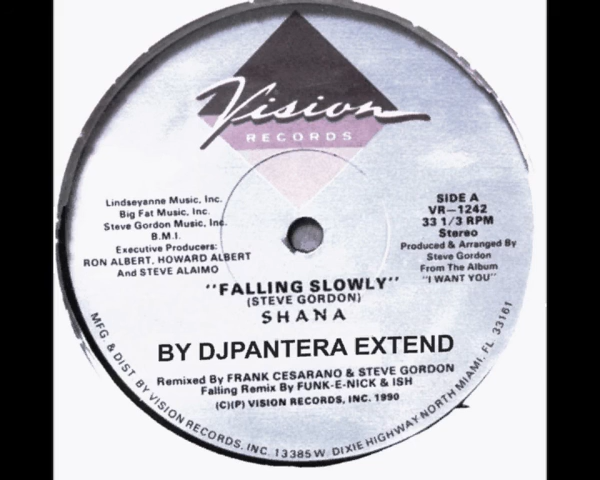 Vision
RECORDS
Lindseyanne Music, Inc.
Big Fat Music, Inc.
Steve Gordon Music, Inc.
B.M.I.
Executive Producers:
RON ALBERT, HOWARD ALBERT
And STEVE ALAIMO
SIDE A
VR-1242
33 1/3 RPM
Stereo
Produced & Arranged By
Steve Gordon
From The Album
"I WANT YOU"
"FALLING SLOWLY"
(STEVE GORDON)
SHANA
BY DJPANTERA EXTEND
Remixed By FRANK CESARANO & STEVE GORDON
Falling Remix By FUNK-E-NICK & ISH
(C)(P) VISION RECORDS, INC. 1990
MFG. & DIST. BY VISION RECORDS, INC. 13385 W. DIXIE HIGHWAY NORTH MIAMI, FL 33161